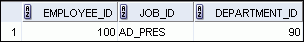 EMPLOYEE_ID JOB_ID DEPARTMENT_ID
1 100 AD_PRES 90